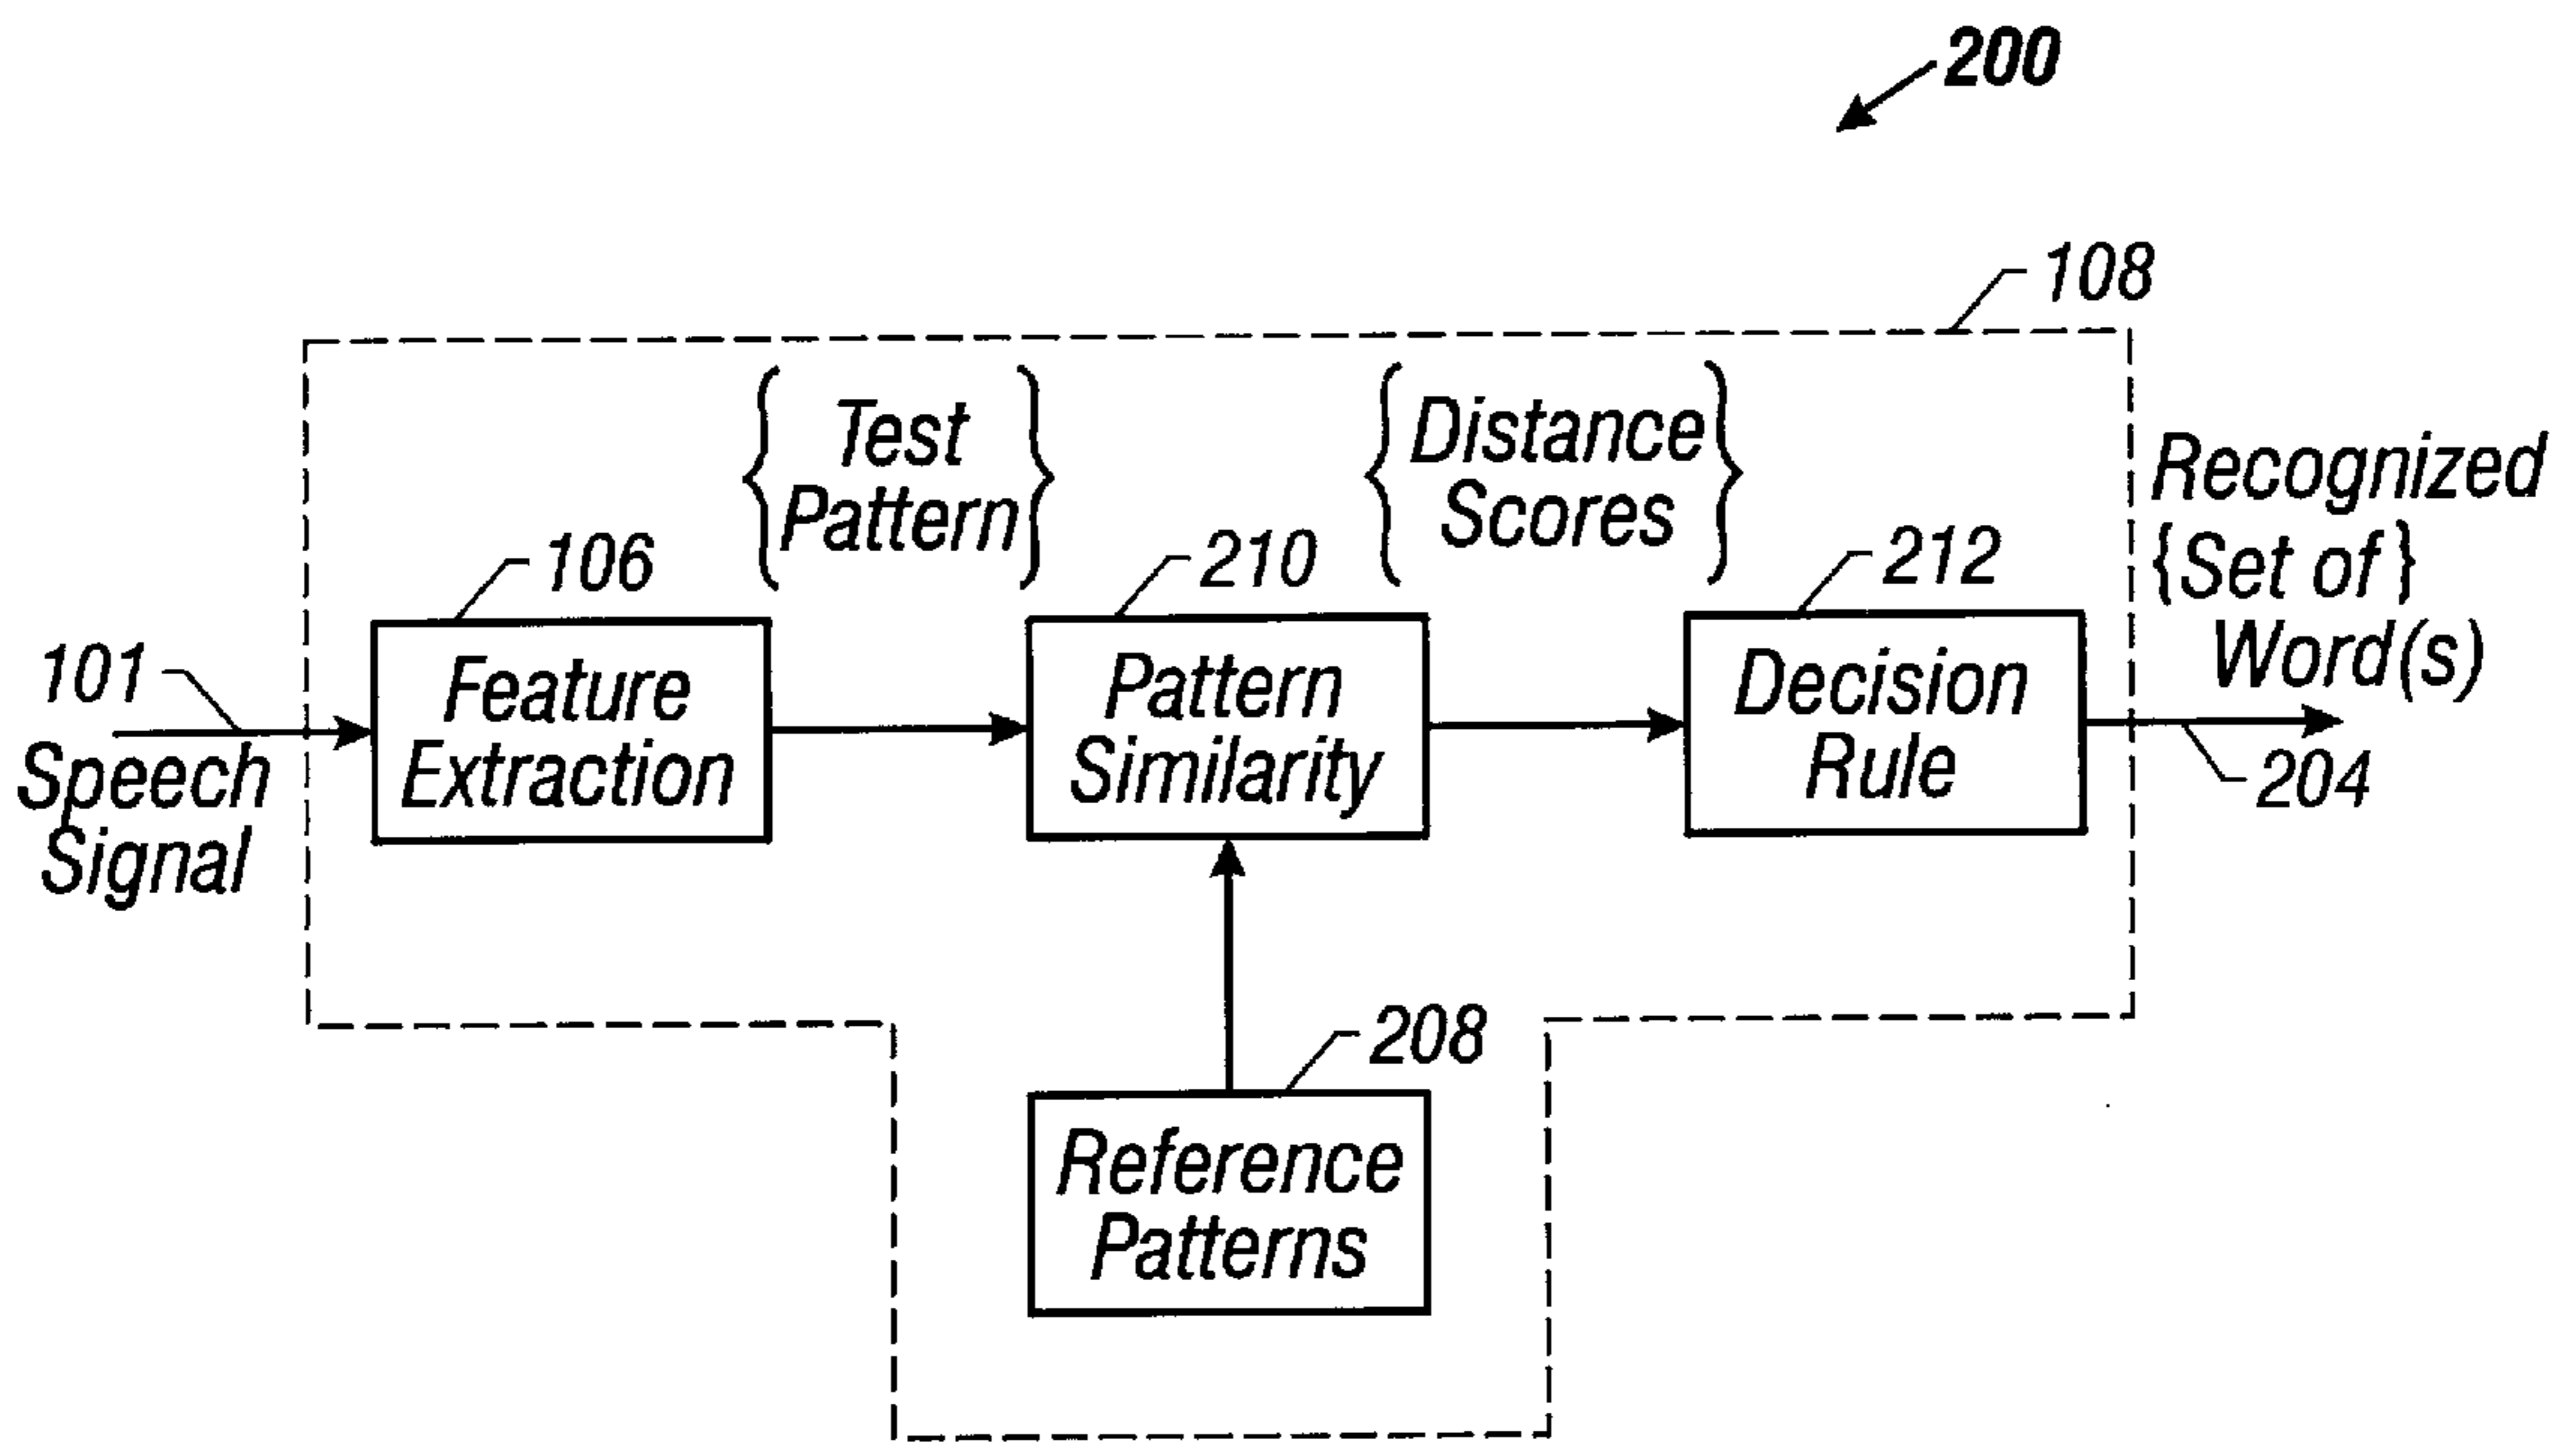 200
108
{ Test
Pattern }
{ Distance
Scores }
Recognized
{Set of}
Word(s)
106
210
212
101
Speech
Signal
Feature
Extraction
Pattern
Similarity
Decision
Rule
204
208
Reference
Patterns